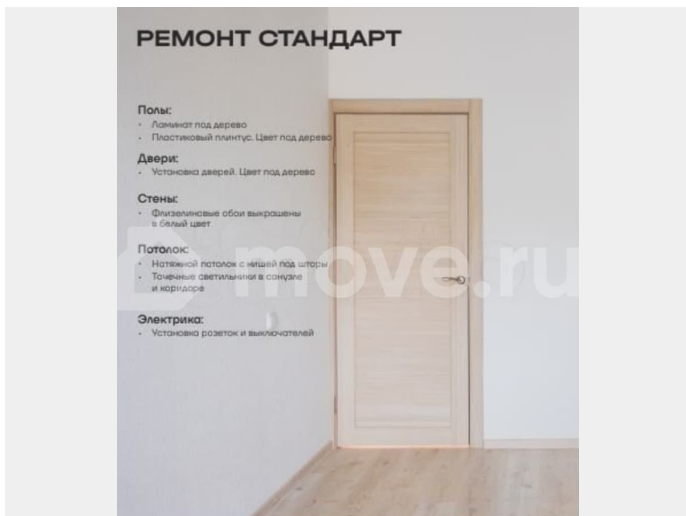 РЕМОНТ СТАНДАРТ
Полы:
• Ламинат под дерево
• Пластиковый плинтус. Цвет под дерево
Двери:
• Установка дверей. Цвет под дерево
Стены:
• Флизелиновые обои выкрашены
в белый цвет
Потолок:
• Натяжной потолок с нишей под шторы
• Точечные светильники в санузле
и коридоре
move.ru
Электрика:
• Установка розеток и выключателей